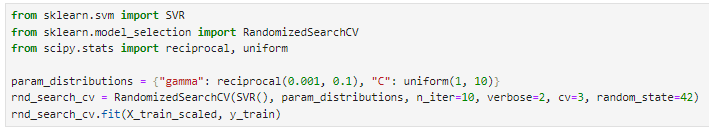 from sklearn.svm import SVR
from sklearn.model_selection import RandomizedSearchCV
from scipy.stats import reciprocal, uniform

param_distributions = {"gamma": reciprocal(0.001, 0.1), "C": uniform(1, 10)}
rnd_search_cv = RandomizedSearchCV(SVR(), param_distributions, n_iter=10, verbose=2, cv=3, random_state=42)
rnd_search_cv.fit(X_train_scaled, y_train)